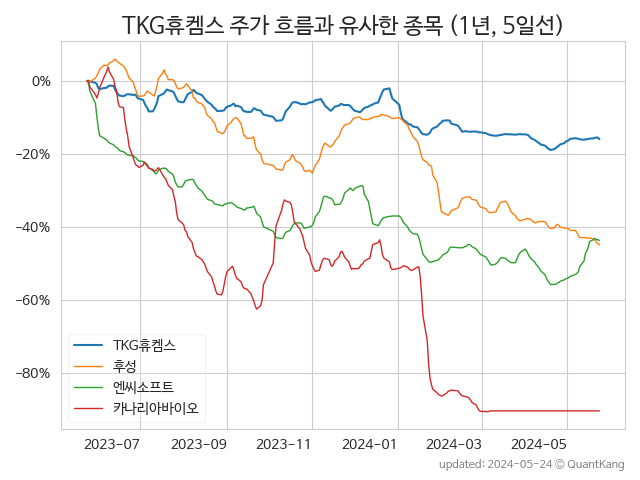 TKG휴켐스 주가 흐름과 유사한 종목 (1년, 5일선)
0%
−20%
−40%
−60%
−80%
TKG휴켐스
후성
엔씨소프트
카나리아바이오
2023-07
2023-09
2023-11
2024-01
2024-03
2024-05
updated: 2024-05-24 © QuantKang